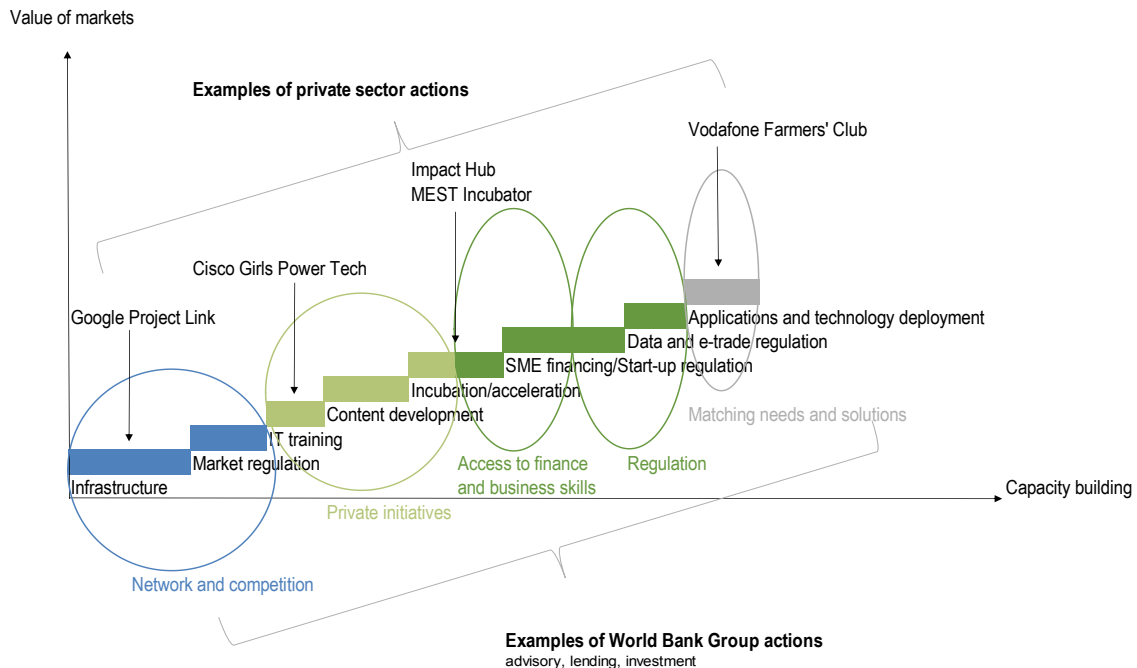 Value of markets
Examples of private sector actions
Vodafone Farmers' Club
Impact Hub
MEST Incubator
Cisco Girls Power Tech
Google Project Link
Applications and technology deployment
Data and e-trade regulation
SME financing/Start-up regulation
Incubation/acceleration
Content development
IT training
Market regulation
Infrastructure
Matching needs and solutions
Access to finance
and business skills
Regulation
Private initiatives
Capacity building
Network and competition
Examples of World Bank Group actions
advisory, lending, investment